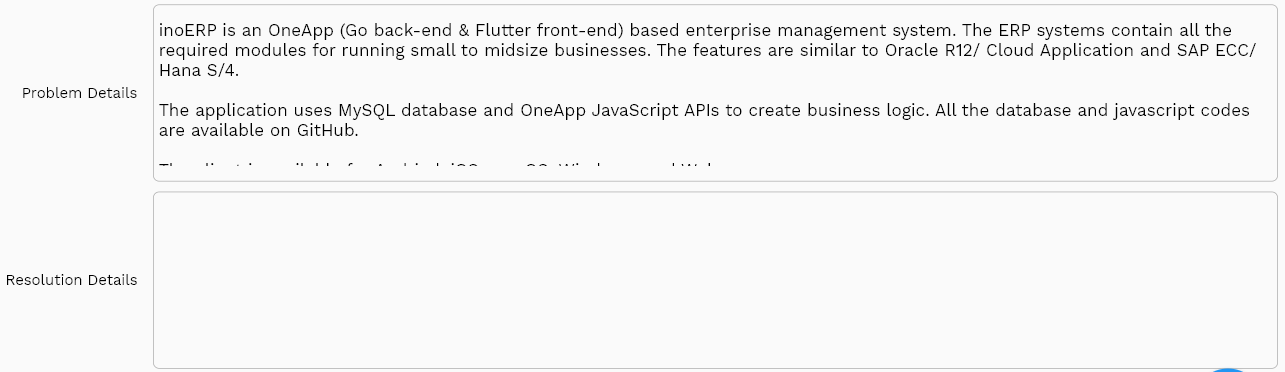 inoERP is an OneApp (Go back-end & Flutter front-end) based enterprise management system. The ERP systems contain all the
required modules for running small to midsize businesses. The features are similar to Oracle R12/ Cloud Application and SAP ECC/
Hana S/4.
Problem Details
The application uses MySQL database and OneApp JavaScript APIs to create business logic. All the database and javascript codes
are available on GitHub.
Resolution Details